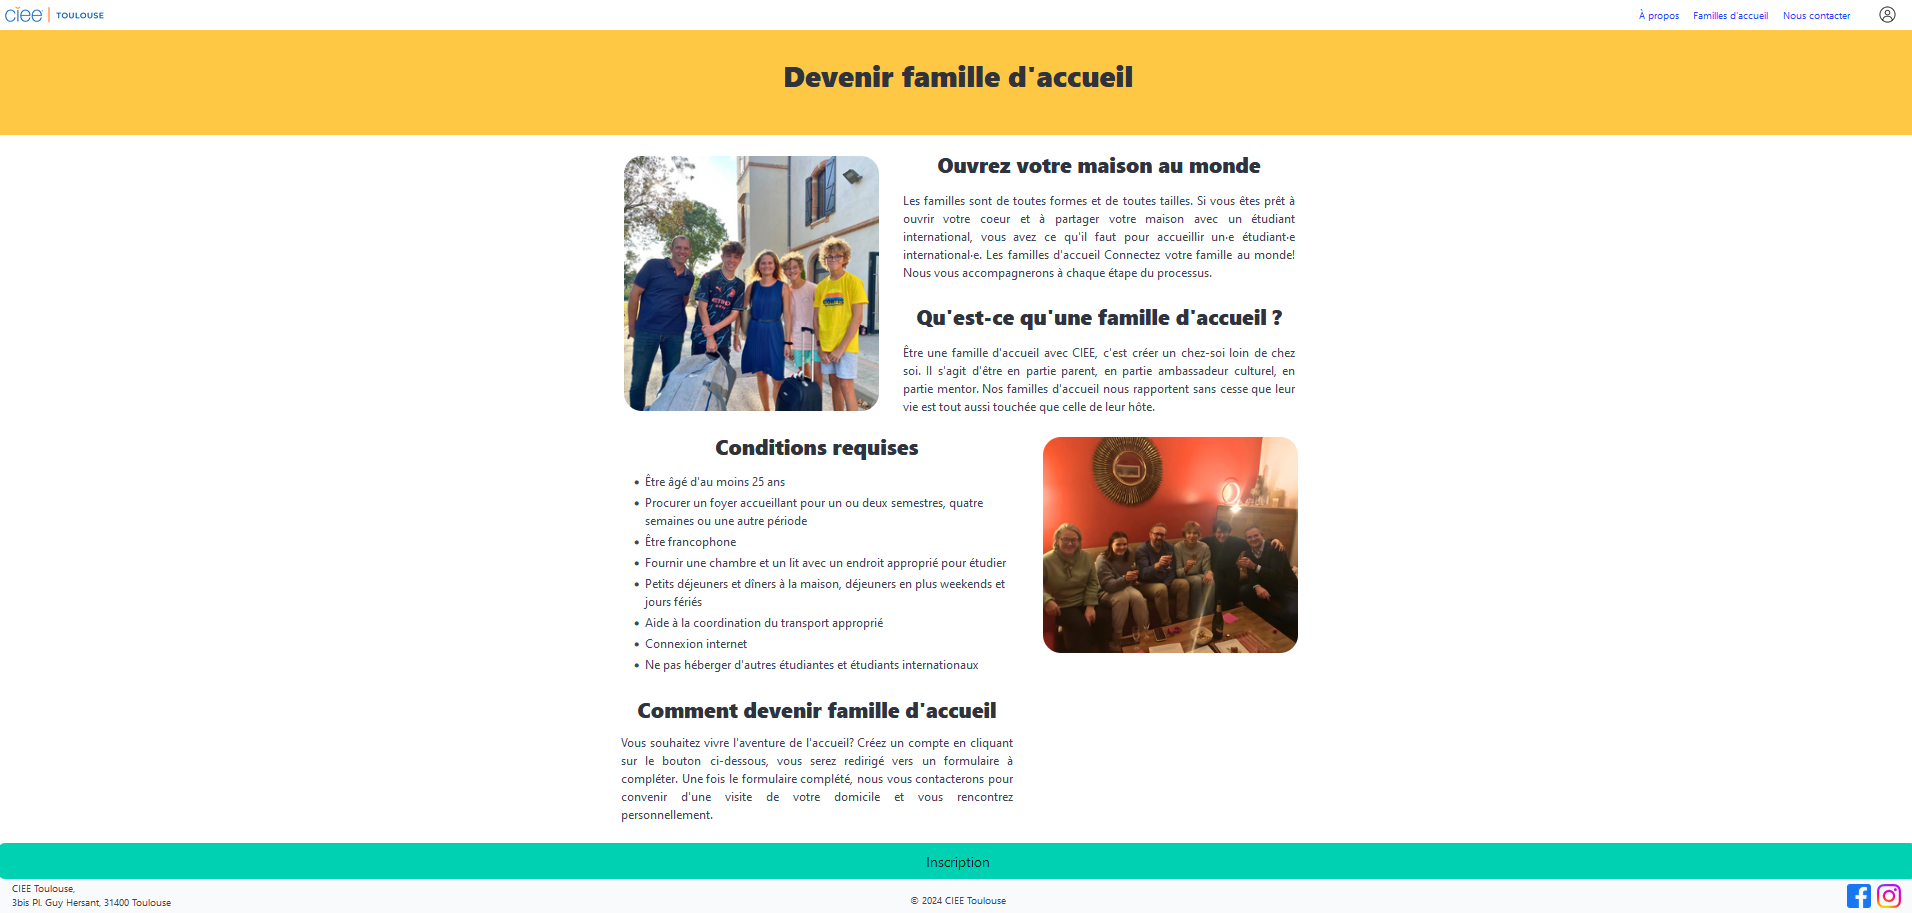 ciee | TOULOUSE
À propos Familles d'accueil Nous contacter
Devenir famille d'accueil
Ouvrez votre maison au monde
Les familles sont de toutes formes et de toutes tailles. Si vous êtes prêt à
ouvrir votre coeur et à partager votre maison avec un étudiant
international, vous avez ce qu'il faut pour accueillir un·e étudiant·e
international·e. Les familles d'accueil Connectez votre famille au monde!
Nous vous accompagnerons à chaque étape du processus.
Qu'est-ce qu'une famille d'accueil ?
Être une famille d'accueil avec CIEE, c'est créer un chez-soi loin de chez
soi. Il s'agit d'être en partie parent, en partie ambassadeur culturel, en
partie mentor. Nos familles d'accueil nous rapportent sans cesse que leur
vie est tout aussi touchée que celle de leur hôte.
Conditions requises
• Être âgé d'au moins 25 ans
• Procurer un foyer accueillant pour un ou deux semestres, quatre
semaines ou une autre période
• Être francophone
• Fournir une chambre et un lit avec un endroit approprié pour étudier
• Petits déjeuners et dîners à la maison, déjeuners en plus weekends et
jours fériés
• Aide à la coordination du transport approprié
• Connexion internet
• Ne pas héberger d'autres étudiantes et étudiants internationaux
Comment devenir famille d'accueil
Vous souhaitez vivre l'aventure de l'accueil? Créez un compte en cliquant
sur le bouton ci-dessous, vous serez redirigé vers un formulaire à
compléter. Une fois le formulaire complété, nous vous contacterons pour
convenir d'une visite de votre domicile et vous rencontrez
personnellement.
Inscription
CIEE Toulouse,
3bis Pl. Guy Hersant, 31400 Toulouse
© 2024 CIEE Toulouse